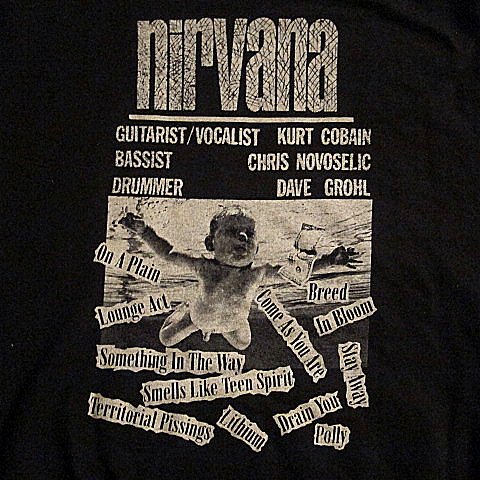 nirvana
GUITARIST/VOCALIST KURT COBAIN
BASSIST CHRIS NOVOSELIC
DRUMMER DAVE GROHL
On A Plain
Breed
Lounge Act
Come As You Are
In Bloom
Something In The Way
Stay Away
Smells Like Teen Spirit
Territorial Pissings
Lithium
Drain You
Polly